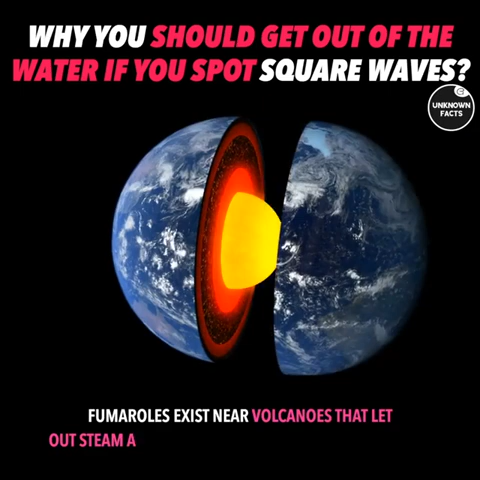 WHY YOU SHOULD GET OUT OF THE
WATER IF YOU SPOT SQUARE WAVES?
UNKNOWN
FACTS
FUMAROLES EXIST NEAR VOLCANOES THAT LET
OUT STEAM A